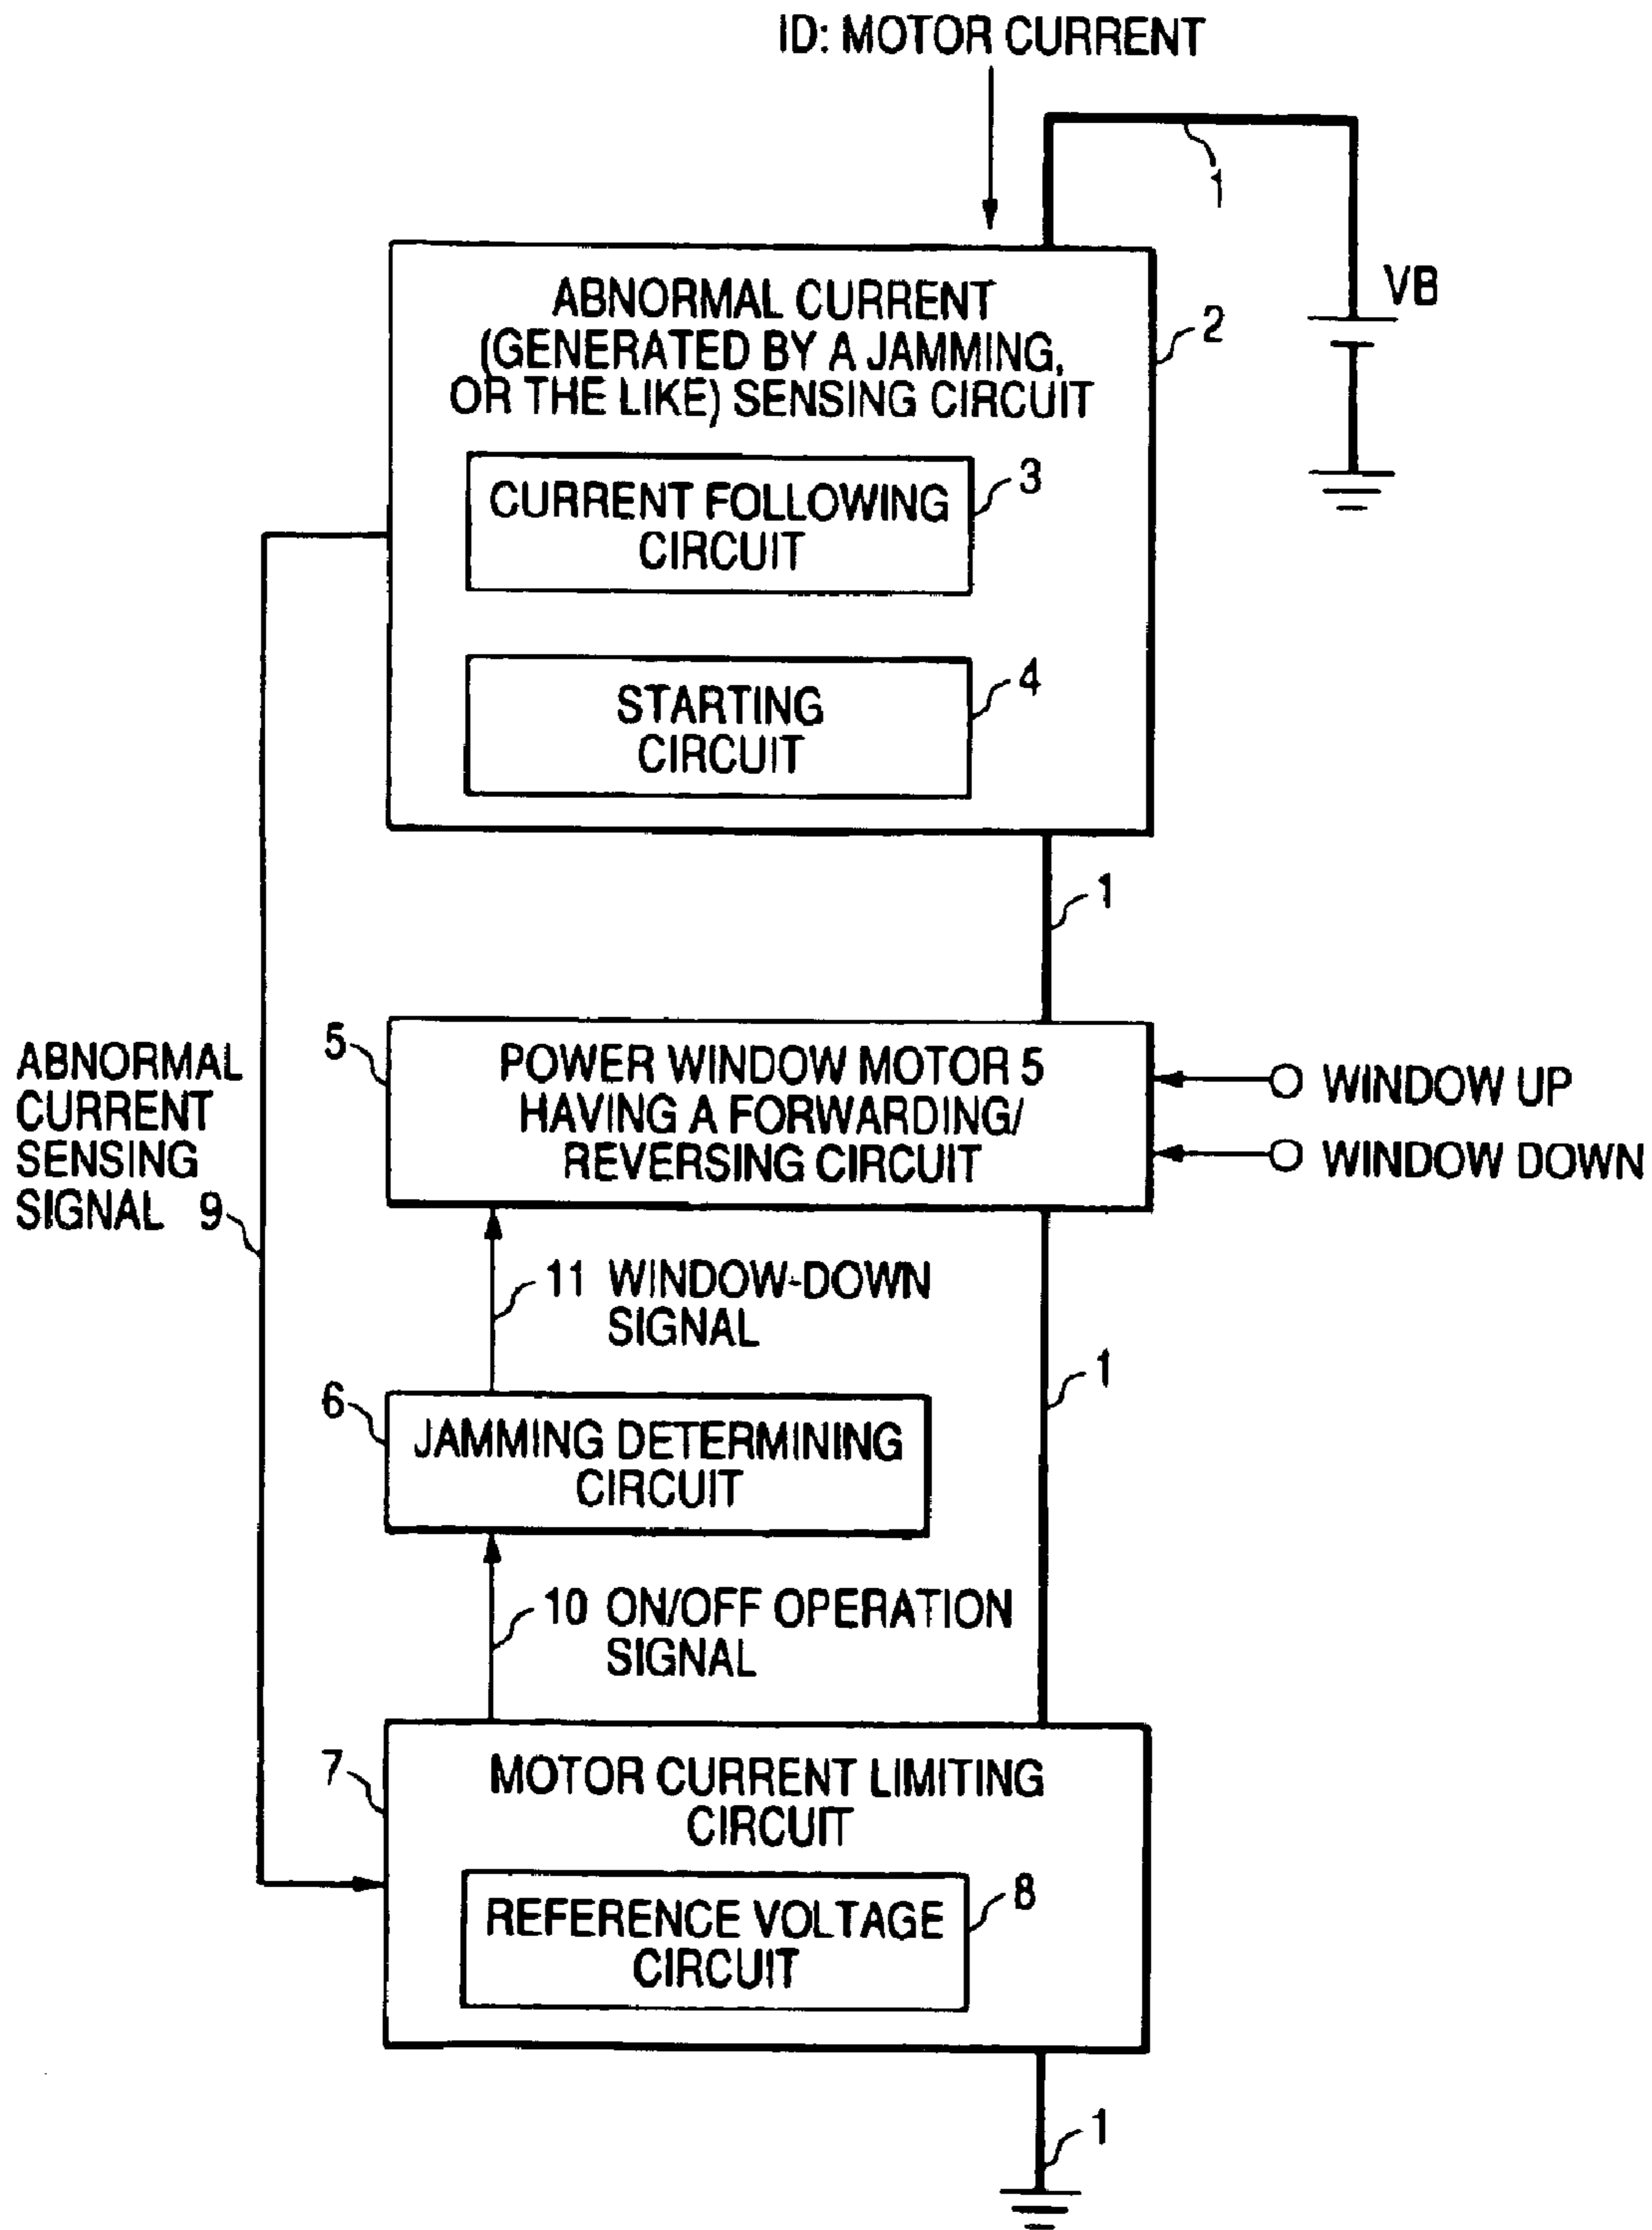 ID: MOTOR CURRENT
1
VB
ABNORMAL CURRENT
(GENERATED BY A JAMMING,
OR THE LIKE) SENSING CIRCUIT
2
CURRENT FOLLOWING
CIRCUIT
3
STARTING
CIRCUIT
4
1
ABNORMAL
CURRENT
SENSING
SIGNAL 9
5
POWER WINDOW MOTOR 5
HAVING A FORWARDING/
REVERSING CIRCUIT
WINDOW UP
WINDOW DOWN
11 WINDOW-DOWN
SIGNAL
1
6
JAMMING DETERMINING
CIRCUIT
10 ON/OFF OPERATION
SIGNAL
7
MOTOR CURRENT LIMITING
CIRCUIT
REFERENCE VOLTAGE
CIRCUIT
8
1